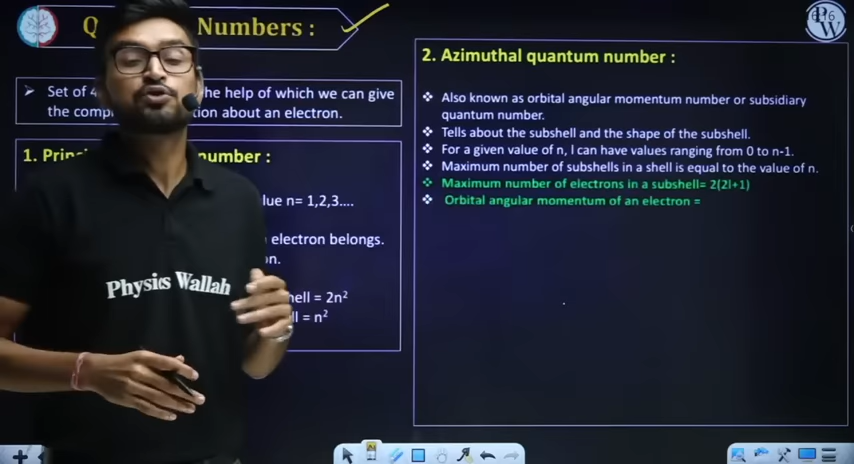 Q Numbers :
Set of 4 he help of which we can give
the comp tion about an electron.
1. Princ number :
lue n= 1,2,3....
electron belongs.
on.
hell = 2n²
ll = n²
Physics Wallah
2. Azimuthal quantum number :
Also known as orbital angular momentum number or subsidiary
quantum number.
Tells about the subshell and the shape of the subshell.
For a given value of n, l can have values ranging from 0 to n-1.
Maximum number of subshells in a shell is equal to the value of n.
Maximum number of electrons in a subshell= 2(2l+1)
Orbital angular momentum of an electron =
PW